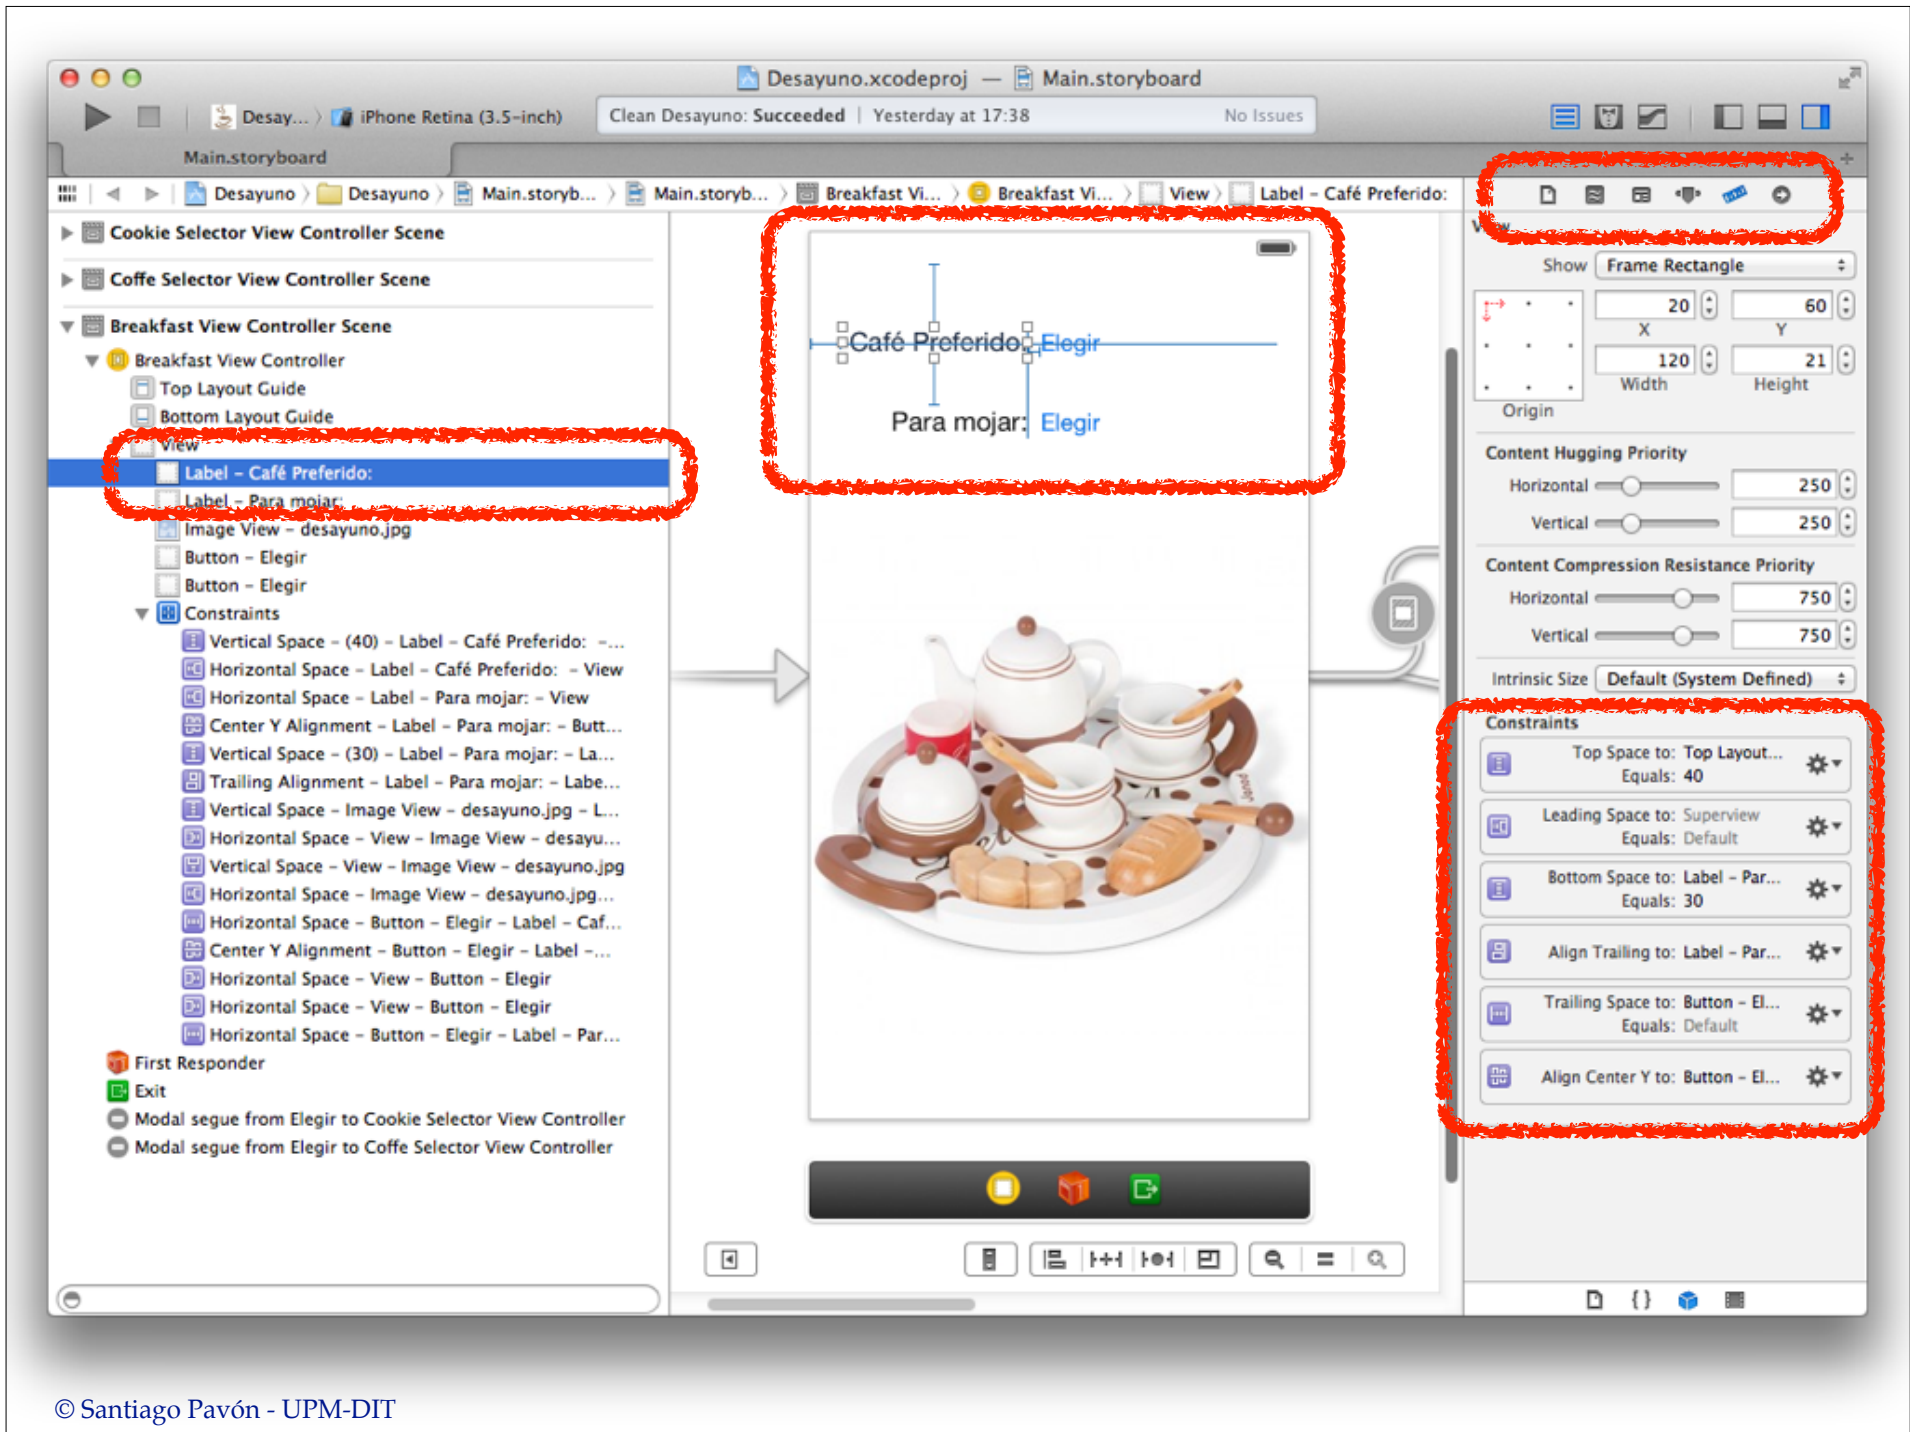 Desayuno.xcodeproj — Main.storyboard
Desay... iPhone Retina (3.5-inch)
Clean Desayuno: Succeeded | Yesterday at 17:38
No Issues
Main.storyboard
Desayuno
Desayuno
Main.storyb...
Main.storyb...
Breakfast Vi...
Breakfast Vi...
View
Label – Café Preferido:
Cookie Selector View Controller Scene
Coffe Selector View Controller Scene
Breakfast View Controller Scene
Breakfast View Controller
Top Layout Guide
Bottom Layout Guide
View
Label – Café Preferido:
Label – Para mojar:
Image View – desayuno.jpg
Button – Elegir
Button – Elegir
Constraints
Vertical Space – (40) – Label – Café Preferido: –...
Horizontal Space – Label – Café Preferido: – View
Horizontal Space – Label – Para mojar: – View
Center Y Alignment – Label – Para mojar: – Butt...
Vertical Space – (30) – Label – Para mojar: – La...
Trailing Alignment – Label – Para mojar: – Labe...
Vertical Space – Image View – desayuno.jpg – L...
Horizontal Space – View – Image View – desayu...
Vertical Space – View – Image View – desayuno.jpg
Horizontal Space – Image View – desayuno.jpg...
Horizontal Space – Button – Elegir – Label – Caf...
Center Y Alignment – Button – Elegir – Label –...
Horizontal Space – View – Button – Elegir
Horizontal Space – View – Button – Elegir
Horizontal Space – Button – Elegir – Label – Par...
First Responder
Exit
Modal segue from Elegir to Cookie Selector View Controller
Modal segue from Elegir to Coffe Selector View Controller
Café Preferido: Elegir
Para mojar: Elegir
Janod
View
Show Frame Rectangle
20 60
X Y
120 21
Width Height
Origin
Content Hugging Priority
Horizontal 250
Vertical 250
Content Compression Resistance Priority
Horizontal 750
Vertical 750
Intrinsic Size Default (System Defined)
Constraints
Top Space to: Top Layout...
Equals: 40
Leading Space to: Superview
Equals: Default
Bottom Space to: Label – Par...
Equals: 30
Align Trailing to: Label – Par...
Trailing Space to: Button – El...
Equals: Default
Align Center Y to: Button – El...
© Santiago Pavón - UPM-DIT